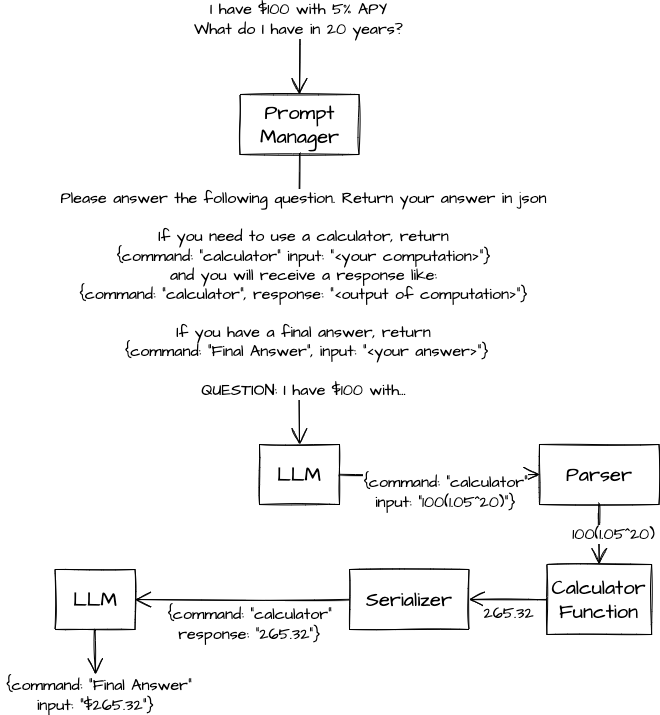 I have $100 with 5% APY
What do I have in 20 years?
Prompt
Manager
Please answer the following question. Return your answer in json
If you need to use a calculator, return
{command: "calculator" input: "<your computation>"}
and you will receive a response like:
{command: "calculator", response: "<output of computation>"}
If you have a final answer, return
{command: "Final Answer", input: "<your answer>"}
QUESTION: I have $100 with...
LLM
{command: "calculator"
input: "100(1.05^20)"}
Parser
100(1.05^20)
Calculator
Function
265.32
Serializer
{command: "calculator"
response: "265.32"}
LLM
{command: "Final Answer"
input: "$265.32"}